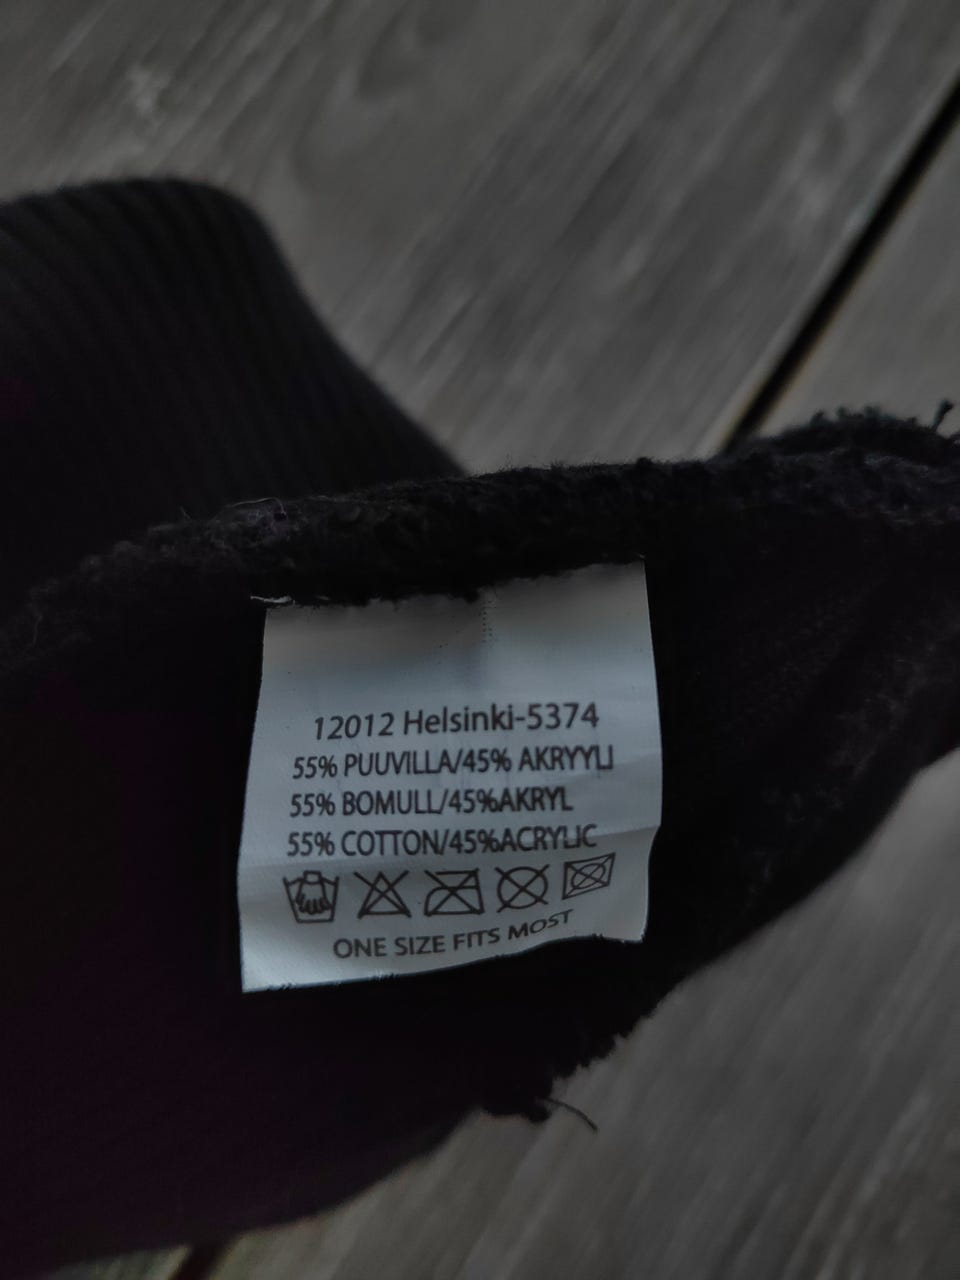 12012 Helsinki-5374
55% PUUVILLA/45% AKRYYLI
55% BOMULL/45%AKRYL
55% COTTON/45%ACRYLIC
ONE SIZE FITS MOST